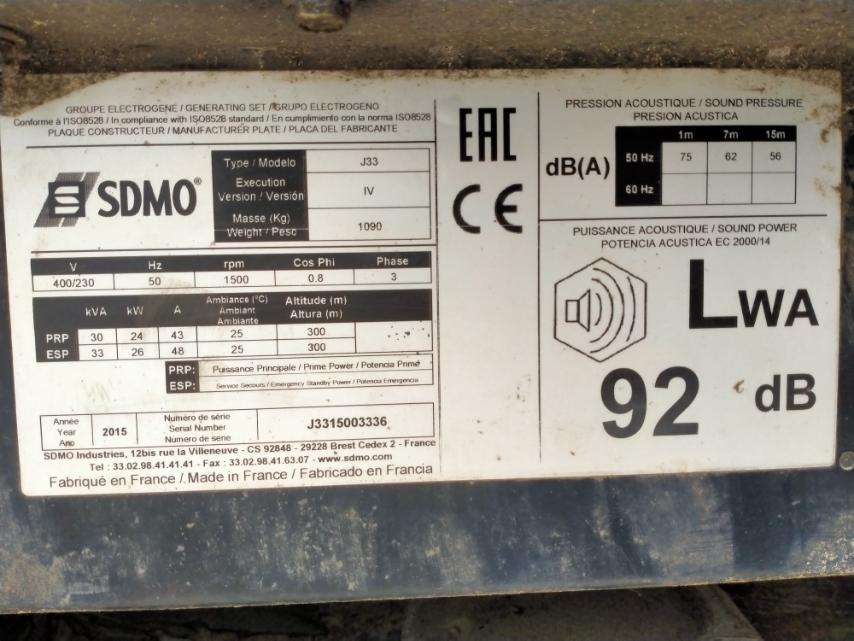 GROUPE ELECTROGENE / GENERATING SET / GRUPO ELECTROGENO
Conforme à l'ISO8528 / In compliance with ISO8528 standard / En cumplimiento con la norma ISO8528
PLAQUE CONSTRUCTEUR / MANUFACTURER PLATE / PLACA DEL FABRICANTE
SDMO®
Type / Modelo J33
Execution
Version / Versión IV
Masse (Kg)
Weight / Peso 1090
V Hz rpm Cos Phi Phase
400/230 50 1500 0.8 3
kVA kW A Ambiance (°C) Ambiant Ambiante Altitude (m) Altura (m)
PRP 30 24 43 25 300
ESP 33 26 48 25 300
PRP: Puissance Principale / Prime Power / Potencia Prime
ESP: Service Secours / Emergency Standby Power / Potencia Emergencia
Année
Year
Ano
2015
Numéro de série
Serial Number
Numéro de série
J3315003336
SDMO Industries, 12bis rue la Villeneuve - CS 92848 - 29228 Brest Cedex 2 - France
Tel : 33.02.98.41.41.41 - Fax : 33.02.98.41.63.07 - www.sdmo.com
Fabriqué en France / Made in France / Fabricado en Francia
EAC
CE
PRESSION ACOUSTIQUE / SOUND PRESSURE
PRESION ACUSTICA
dB(A)
1m 7m 15m
50 Hz 75 62 56
60 Hz
PUISSANCE ACOUSTIQUE / SOUND POWER
POTENCIA ACUSTICA EC 2000/14
LWA
92 dB